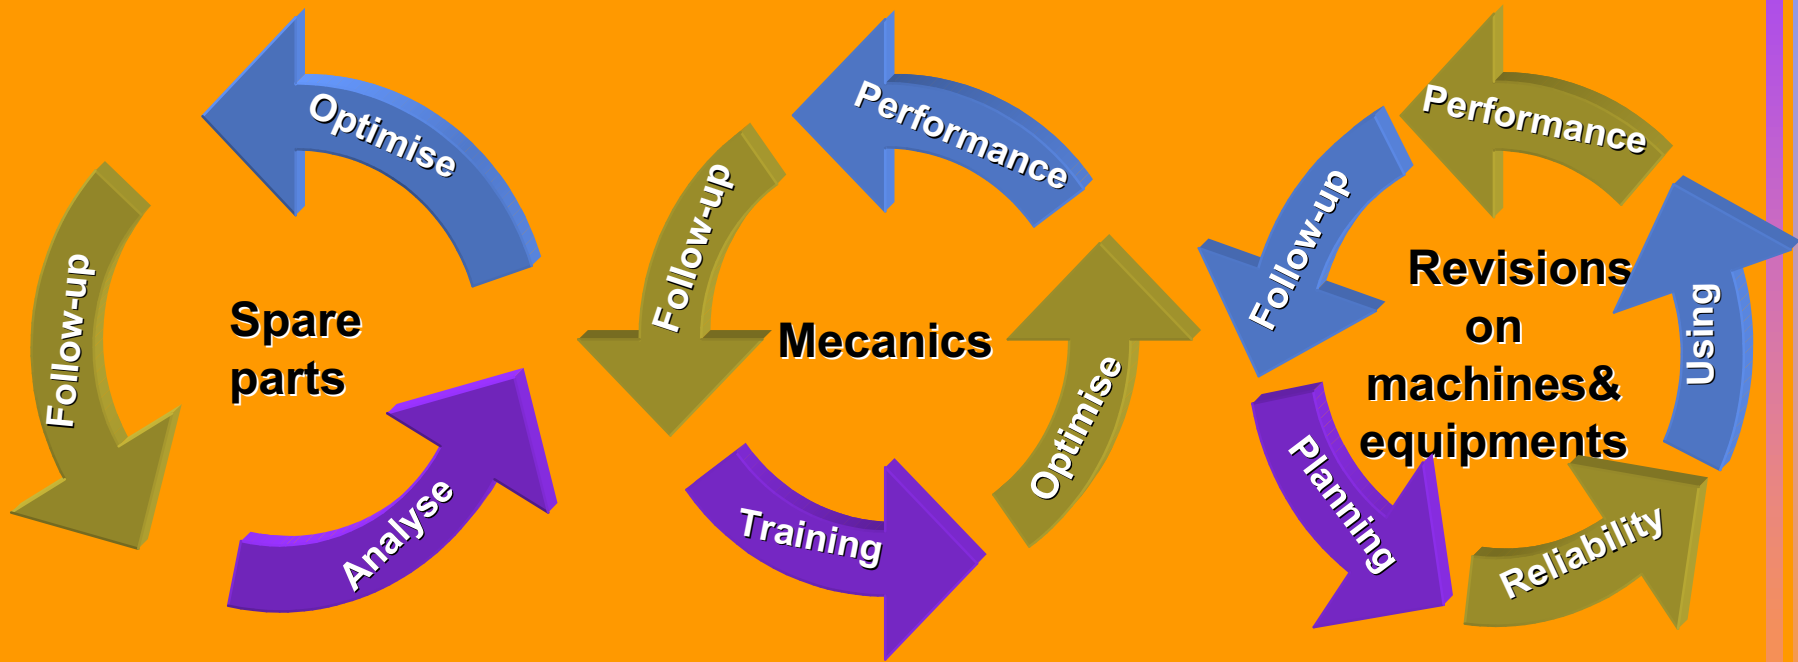 Optimise
Follow-up
Spare
parts
Analyse
Performance
Follow-up
Mecanics
Optimise
Training
Performance
Follow-up
Revisions
on
machines&
equipments
Using
Planning
Reliability